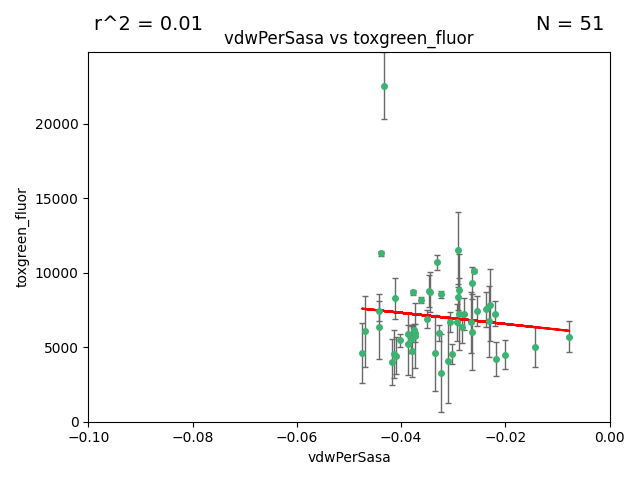 r^2 = 0.01
N = 51
vdwPerSasa vs toxgreen_fluor
toxgreen_fluor
20000
15000
10000
5000
0
−0.10
−0.08
−0.06
−0.04
−0.02
0.00
vdwPerSasa